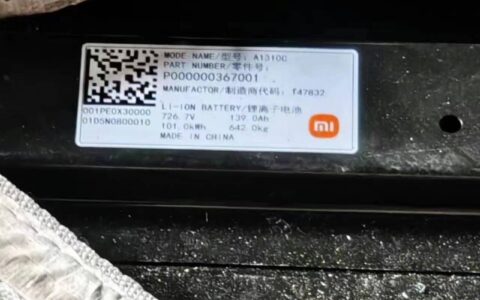 MODE NAME/型号: A1310C
PART NUMBER/零件号:
P000000367001
MANUFACTOR/制造商代码: f47832
001PE0X30000
01D5N0800010
Li-ION BATTERY/锂离子电池
726.7V 139.0Ah
101.0kWh 642.0kg
MADE IN CHINA
mi